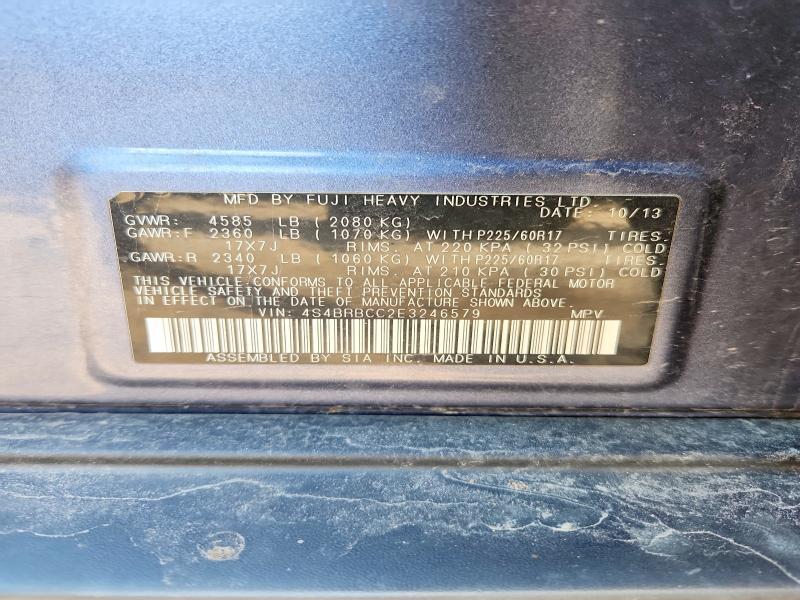 MFD BY FUJI HEAVY INDUSTRIES LTD.
DATE: 10/13
GVWR: 4585 LB ( 2080 KG)
GAWR:F 2360 LB ( 1070 KG) WITH P225/60R17 TIRES
17X7J RIMS. AT 220 KPA ( 32 PSI) COLD
GAWR:R 2340 LB ( 1060 KG) WITH P225/60R17 TIRES
17X7J RIMS. AT 210 KPA ( 30 PSI) COLD
THIS VEHICLE CONFORMS TO ALL APPLICABLE FEDERAL MOTOR
VEHICLE SAFETY AND THEFT PREVENTION STANDARDS
IN EFFECT ON THE DATE OF MANUFACTURE SHOWN ABOVE.
VIN: 4S4BRBCC2E3246579 MPV
ASSEMBLED BY SIA INC. MADE IN U.S.A.